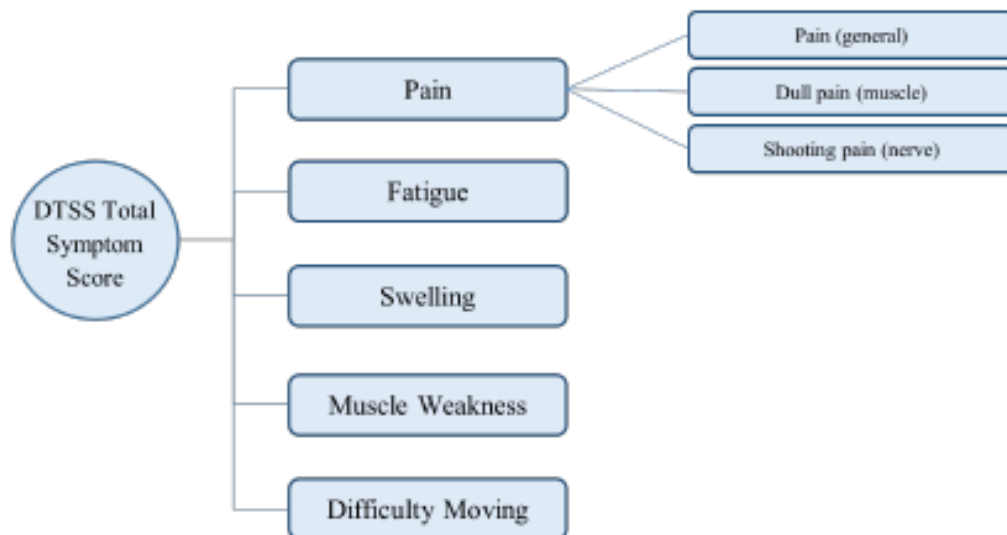 DTSS Total
Symptom
Score
Pain
Fatigue
Swelling
Muscle Weakness
Difficulty Moving
Pain (general)
Dull pain (muscle)
Shooting pain (nerve)